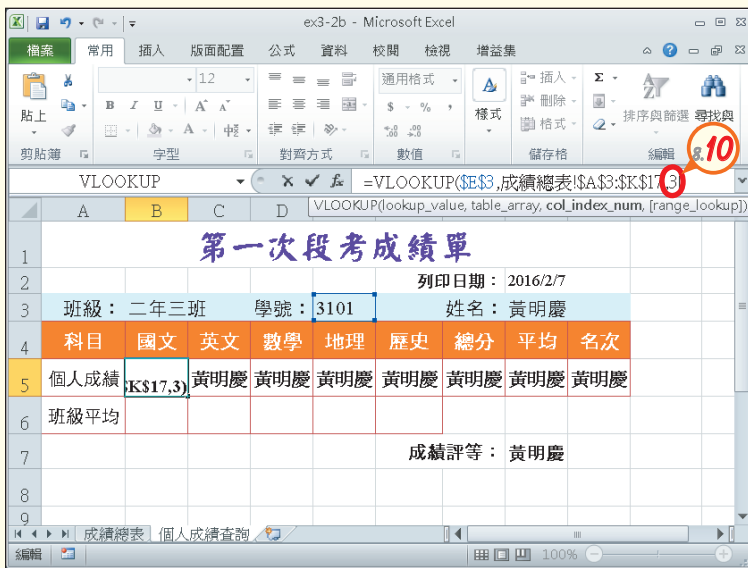 ex3-2b - Microsoft Excel
檔案 常用 插入 版面配置 公式 資料 校閱 檢視 增益集
12 通用格式 插入 Σ
貼上 B I U A A 樣式 刪除 排序與篩選 尋找與
A 中 $ % , 格式
剪貼簿 字型 對齊方式 數值 儲存格 編輯 8.10
VLOOKUP fx =VLOOKUP($E$3,成績總表!$A$3:$K$17,3)
VLOOKUP(lookup_value, table_array, col_index_num, [range_lookup])
A B C D
1 第一次段考成績單
2 列印日期： 2016/2/7
3 班級： 二年三班 學號： 3101 姓名： 黃明慶
4 科目 國文 英文 數學 地理 歷史 總分 平均 名次
5 個人成績 $K$17,3) 黃明慶 黃明慶 黃明慶 黃明慶 黃明慶 黃明慶 黃明慶
6 班級平均
7 成績評等： 黃明慶
8
9
成績總表 個人成績查詢
編輯 100%